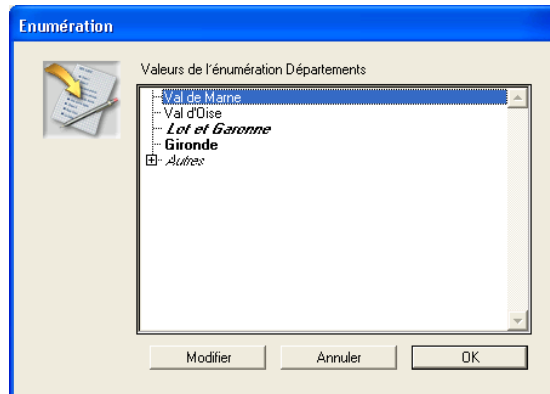 Enumération
Valeurs de l'énumération Départements
Val de Marne
Val d'Oise
Lot et Garonne
Gironde
Autres
Modifier
Annuler
OK